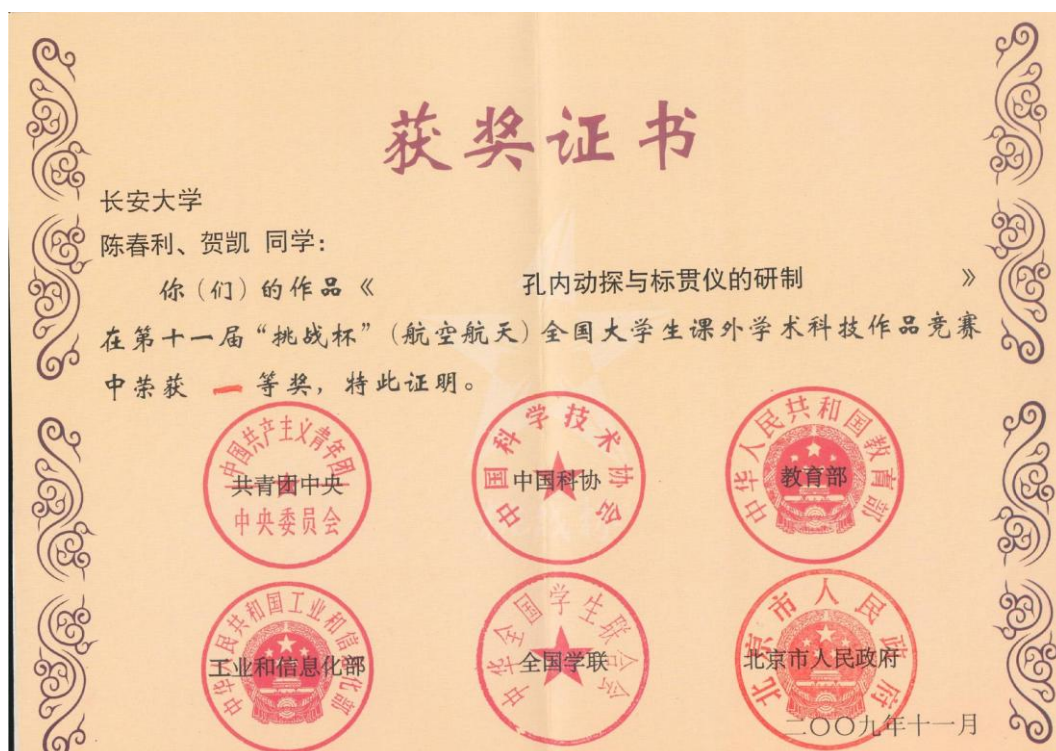 获奖证书
长安大学
陈春利、贺凯 同学：
你（们）的作品《 孔内动探与标贯仪的研制 》
在第十一届“挑战杯”（航空航天）全国大学生课外学术科技作品竞赛
中荣获 一 等奖，特此证明。
中国共产主义青年团
共青团中央
中央委员会
中国科学技术协会
中国科协
中华人民共和国教育部
教育部
中华人民共和国工业和信息化部
工业和信息化部
中华全国学生联合会
全国学联
北京市人民政府
北京市人民政府
二〇〇九年十一月